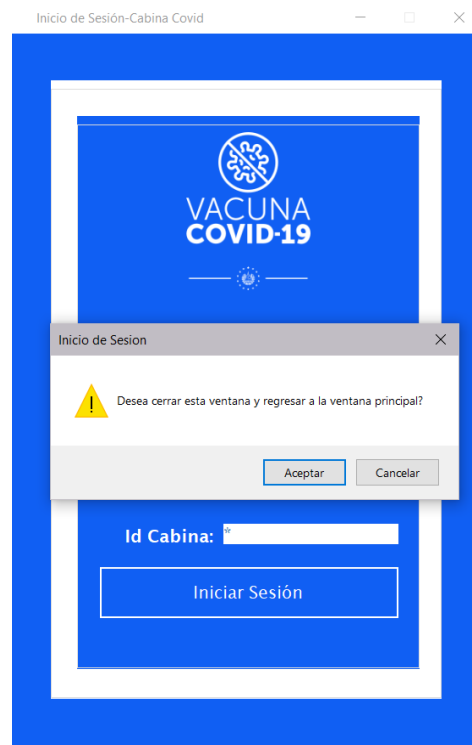 Inicio de Sesión-Cabina Covid
VACUNA
COVID-19
Inicio de Sesion
Desea cerrar esta ventana y regresar a la ventana principal?
Aceptar Cancelar
Id Cabina: *
Iniciar Sesión